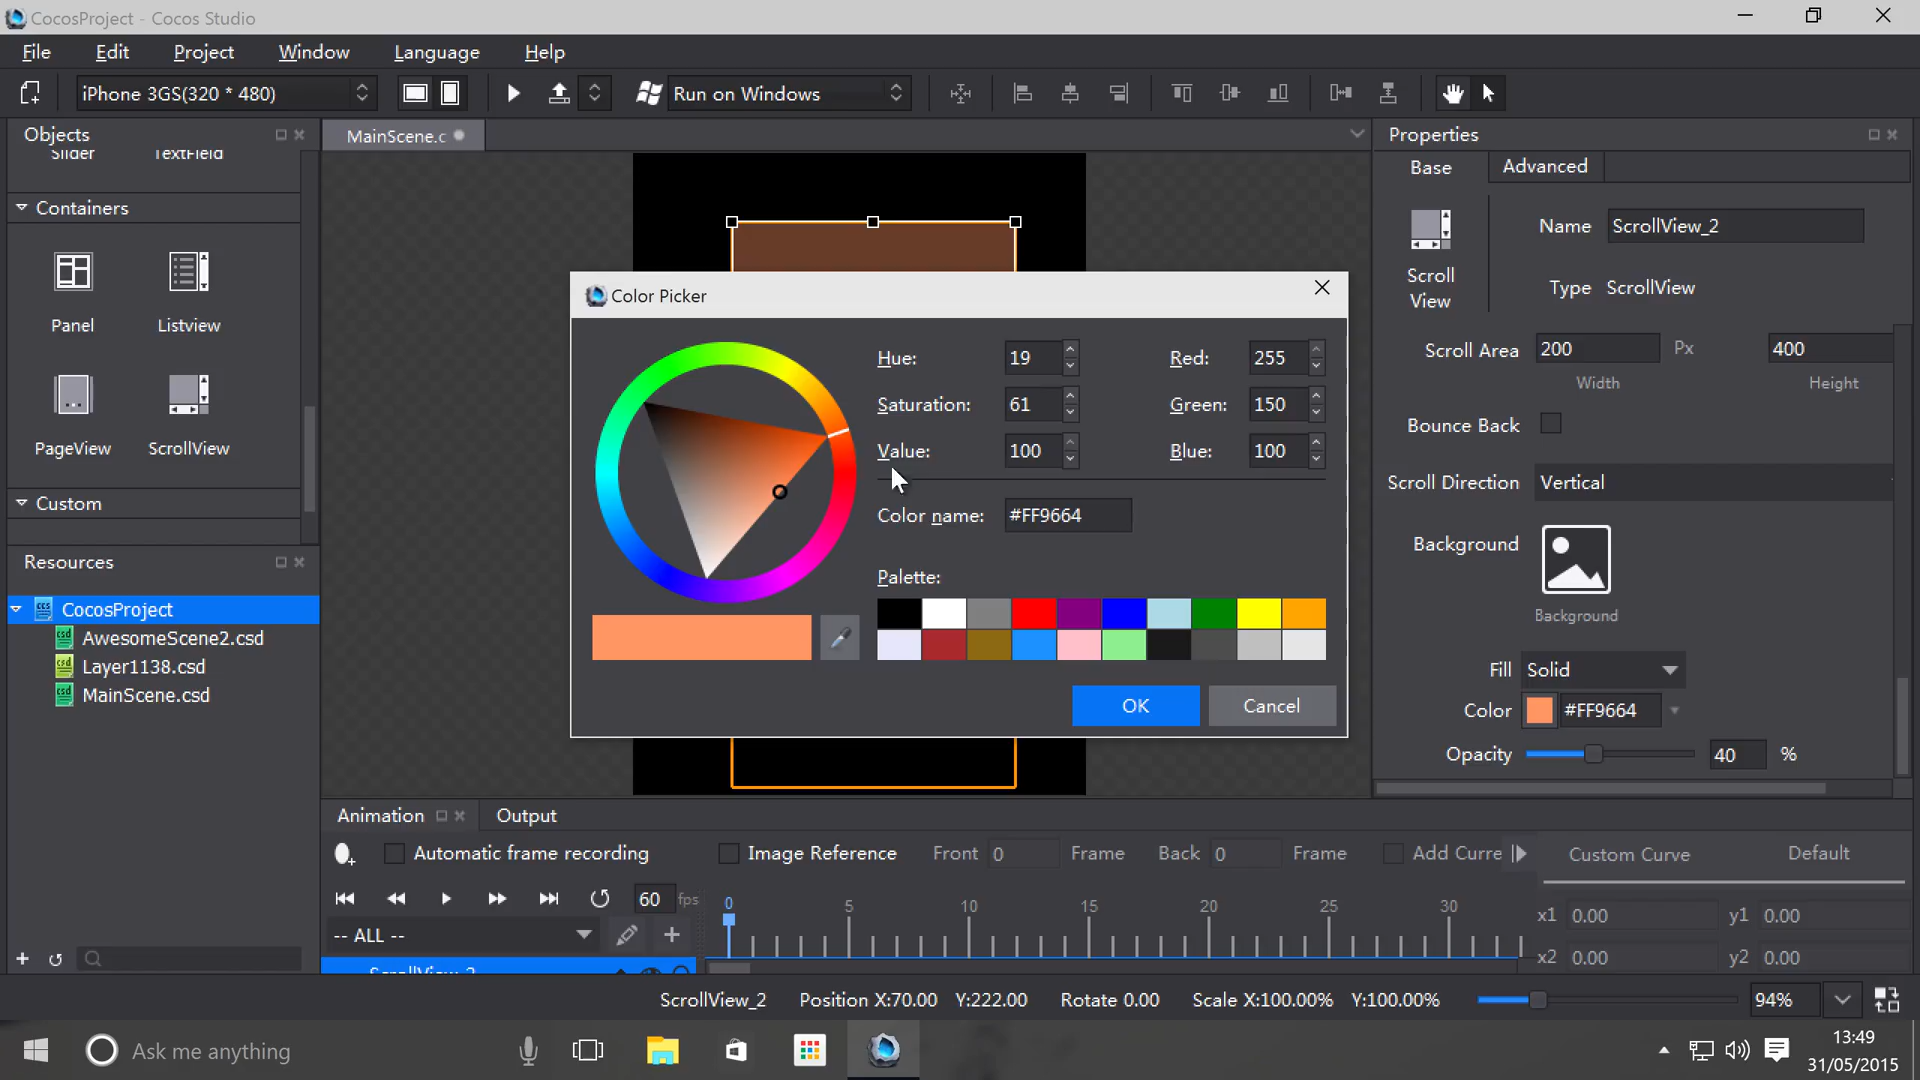 CocosProject - Cocos Studio
File Edit Project Window Language Help
iPhone 3GS(320 * 480)
Run on Windows
Objects
Slider TextField
Containers
Panel Listview
PageView ScrollView
Custom
Resources
CocosProject
AwesomeScene2.csd
Layer1138.csd
MainScene.csd
MainScene.c
Color Picker
Hue: 19 Red: 255
Saturation: 61 Green: 150
Value: 100 Blue: 100
Color name: #FF9664
Palette:
OK Cancel
Properties
Base Advanced
Scroll
View
Name ScrollView_2
Type ScrollView
Scroll Area 200 Px 400
Width Height
Bounce Back
Scroll Direction Vertical
Background
Background
Fill Solid
Color #FF9664
Opacity 40 %
Animation Output
Automatic frame recording Image Reference Front 0 Frame Back 0 Frame Add Curre Custom Curve Default
60 fps 0 5 10 15 20 25 30
x1 0.00 y1 0.00
-- ALL --
x2 0.00 y2 0.00
ScrollView_2
ScrollView_2 Position X:70.00 Y:222.00 Rotate 0.00 Scale X:100.00% Y:100.00% 94%
Ask me anything
13:49
31/05/2015